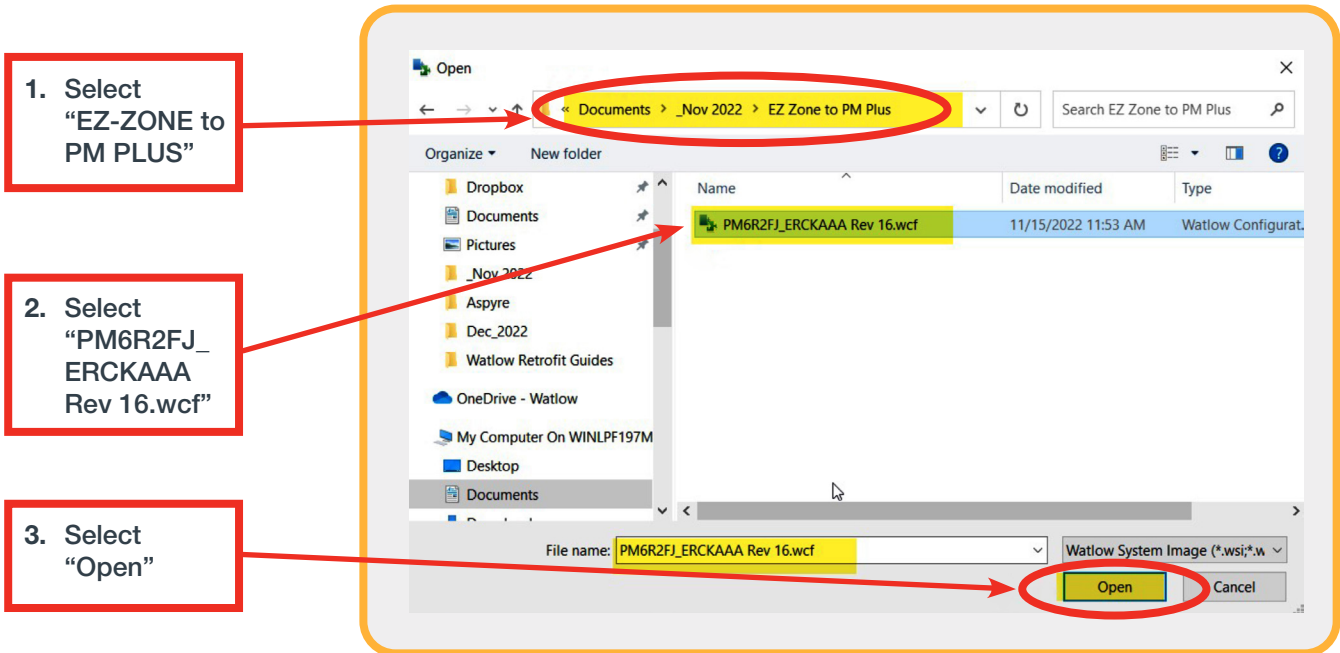 1. Select
“EZ-ZONE to
PM PLUS”
2. Select
“PM6R2FJ_
ERCKAAA
Rev 16.wcf”
3. Select
“Open”
Open
« Documents > _Nov 2022 > EZ Zone to PM Plus
Search EZ Zone to PM Plus
Organize New folder
Name Date modified Type
PM6R2FJ_ERCKAAA Rev 16.wcf 11/15/2022 11:53 AM Watlow Configurat.
Dropbox
Documents
Pictures
_Nov 2022
Aspyre
Dec_2022
Watlow Retrofit Guides
OneDrive - Watlow
My Computer On WINLPF197M
Desktop
Documents
File name: PM6R2FJ_ERCKAAA Rev 16.wcf Watlow System Image (*.wsi;*.w
Open Cancel